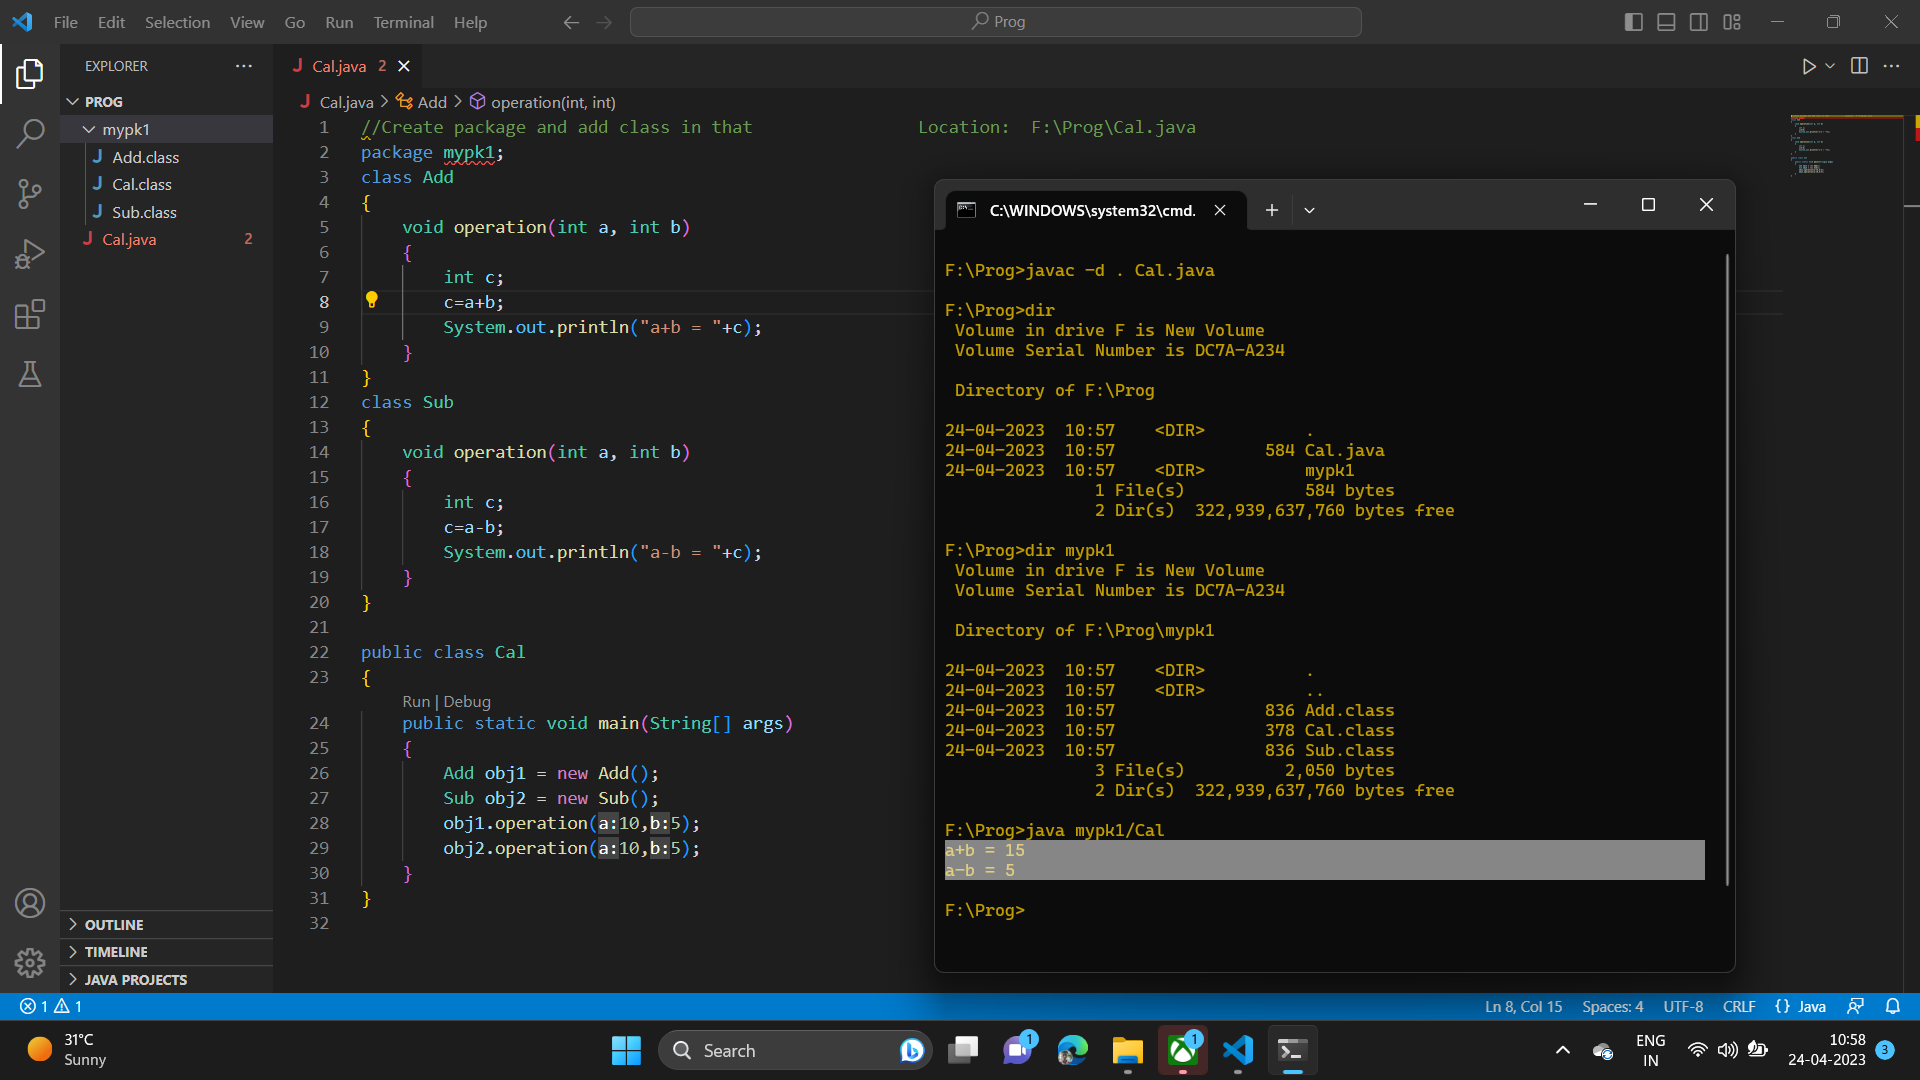 File Edit Selection View Go Run Terminal Help
Prog
EXPLORER
PROG
mypk1
Add.class
Cal.class
Sub.class
Cal.java 2
OUTLINE
TIMELINE
JAVA PROJECTS
Cal.java 2
Cal.java > Add > operation(int, int)
1 //Create package and add class in that Location: F:\Prog\Cal.java
2 package mypk1;
3 class Add
4 {
5 void operation(int a, int b)
6 {
7 int c;
8 c=a+b;
9 System.out.println("a+b = "+c);
10 }
11 }
12 class Sub
13 {
14 void operation(int a, int b)
15 {
16 int c;
17 c=a-b;
18 System.out.println("a-b = "+c);
19 }
20 }
21
22 public class Cal
23 {
Run | Debug
24 public static void main(String[] args)
25 {
26 Add obj1 = new Add();
27 Sub obj2 = new Sub();
28 obj1.operation(a:10,b:5);
29 obj2.operation(a:10,b:5);
30 }
31 }
32
C:\WINDOWS\system32\cmd.
F:\Prog>javac -d . Cal.java
F:\Prog>dir
Volume in drive F is New Volume
Volume Serial Number is DC7A-A234
Directory of F:\Prog
24-04-2023 10:57 <DIR> .
24-04-2023 10:57 584 Cal.java
24-04-2023 10:57 <DIR> mypk1
1 File(s) 584 bytes
2 Dir(s) 322,939,637,760 bytes free
F:\Prog>dir mypk1
Volume in drive F is New Volume
Volume Serial Number is DC7A-A234
Directory of F:\Prog\mypk1
24-04-2023 10:57 <DIR> .
24-04-2023 10:57 <DIR> ..
24-04-2023 10:57 836 Add.class
24-04-2023 10:57 378 Cal.class
24-04-2023 10:57 836 Sub.class
3 File(s) 2,050 bytes
2 Dir(s) 322,939,637,760 bytes free
F:\Prog>java mypk1/Cal
a+b = 15
a-b = 5
F:\Prog>
1 1
Ln 8, Col 15 Spaces: 4 UTF-8 CRLF {} Java
31°C
Sunny
Search
1
1
ENG
IN
10:58
24-04-2023
3